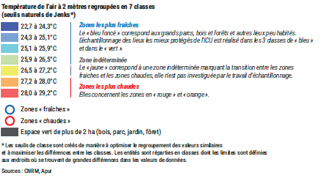 Température de l'air à 2 mètres regroupées en 7 classes
(seuils naturels de Jenks*)
22,7 à 24,3°C
24,3 à 25,1°C
25,1 à 25,9°C
25,9 à 26,5°C
26,5 à 27,2°C
27,2 à 28,0°C
28,0 à 29,2°C
Zones les plus fraîches
Le « bleu foncé » correspond aux grands parcs, bois et forêts et autres lieux peu habités.
L'échantillonnage des lieux les mieux protégés de l'ICU est réalisé dans les 3 classes de « bleu »
et dans le « vert ».
Zone indéterminée
Le « jaune » correspond à une zone indéterminée marquant la transition entre les zones
fraîches et les zones chaudes, elle n'est pas investiguée par le travail d'échantillonnage.
Zones les plus chaudes
Elles concernent les zones en « rouge » et « orange ».
Zones « fraîches »
Zones « chaudes »
Espace vert de plus de 2 ha (bois, parc, jardin, fôret)
* Les seuils de classe sont créés de manière à optimiser le regroupement des valeurs similaires
et à maximiser les différences entre les classes. Les entités sont réparties en classes dont les limites sont définies
aux endroits où se trouvent de grandes différences dans les valeurs de données.
Sources : CNRM, Apur